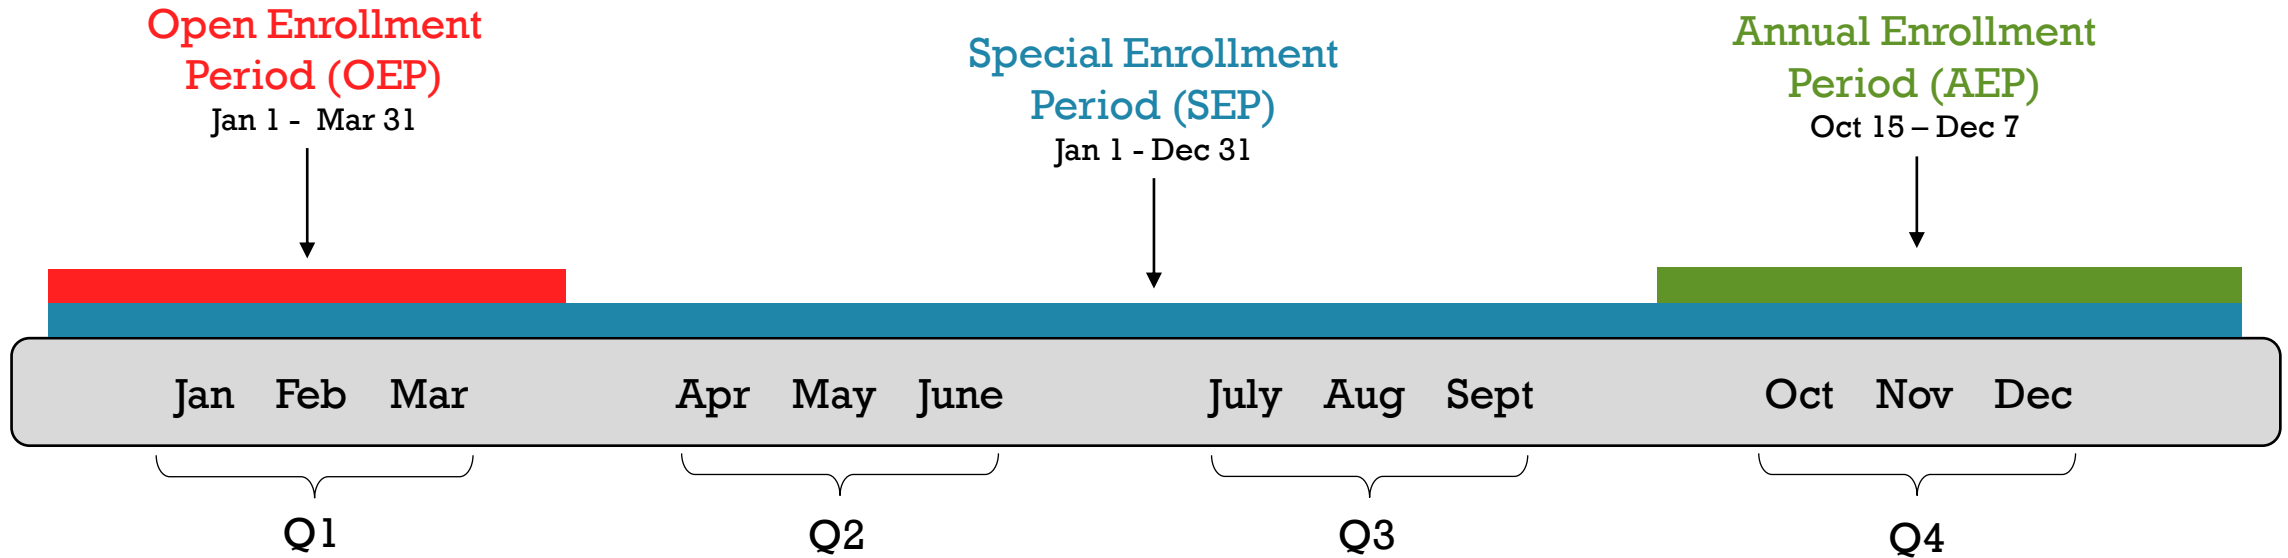 Open Enrollment
Period (OEP)
Jan 1 - Mar 31
Special Enrollment
Period (SEP)
Jan 1 - Dec 31
Annual Enrollment
Period (AEP)
Oct 15 – Dec 7
Jan Feb Mar Apr May June July Aug Sept Oct Nov Dec
Q1 Q2 Q3 Q4